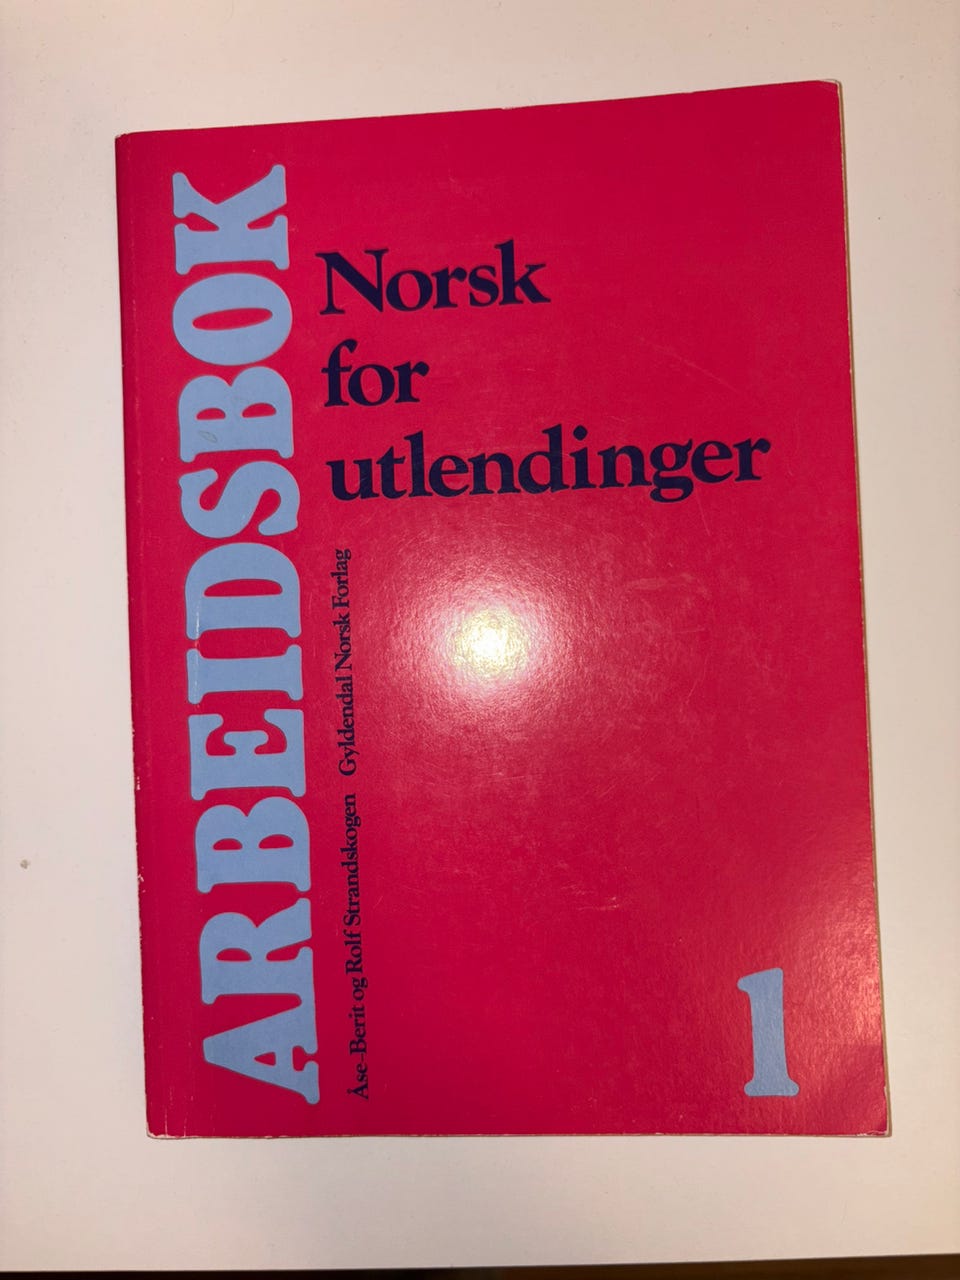 ARBEIDSBOK
Norsk
for
utlendinger
Åse-Berit og Rolf Strandskogen Gyldendal Norsk Forlag
1